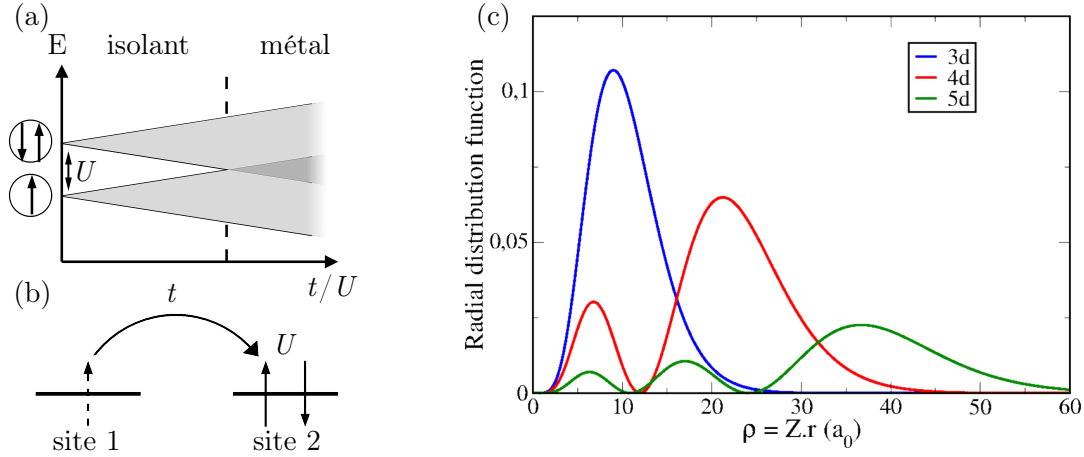 (a)
E
isolant
métal
U
t/U
(b)
t
U
site 1
site 2
(c)
Radial distribution function
0,1
0,05
0
3d
4d
5d
0
10
20
30
40
50
60
ρ = Z.r (a₀)